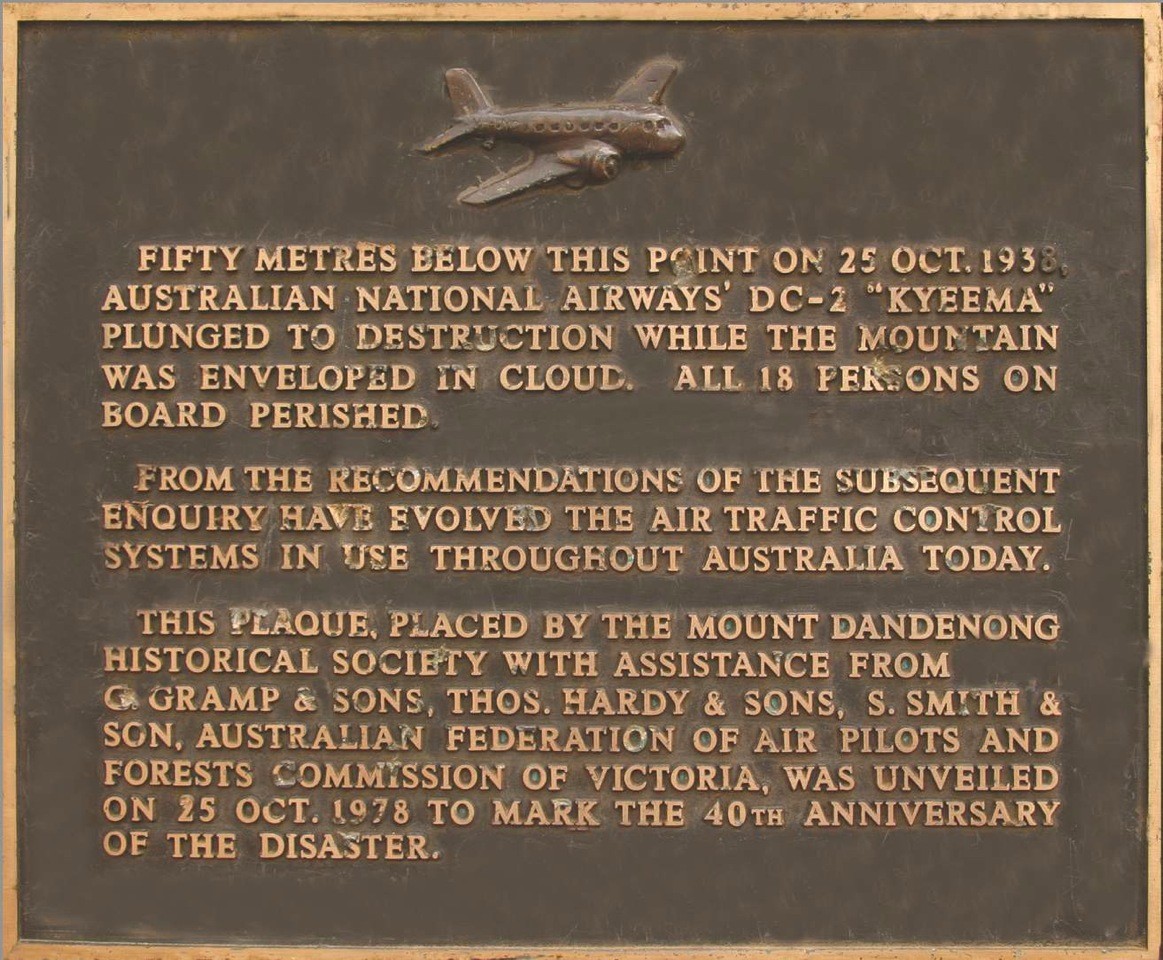 FIFTY METRES BELOW THIS POINT ON 25 OCT. 1938,
AUSTRALIAN NATIONAL AIRWAYS' DC-2 "KYEEMA"
PLUNGED TO DESTRUCTION WHILE THE MOUNTAIN
WAS ENVELOPED IN CLOUD. ALL 18 PERSONS ON
BOARD PERISHED.
FROM THE RECOMMENDATIONS OF THE SUBSEQUENT
ENQUIRY HAVE EVOLVED THE AIR TRAFFIC CONTROL
SYSTEMS IN USE THROUGHOUT AUSTRALIA TODAY.
THIS PLAQUE, PLACED BY THE MOUNT DANDENONG
HISTORICAL SOCIETY WITH ASSISTANCE FROM
G. GRAMP & SONS, THOS. HARDY & SONS, S. SMITH &
SON, AUSTRALIAN FEDERATION OF AIR PILOTS AND
FORESTS COMMISSION OF VICTORIA, WAS UNVEILED
ON 25 OCT. 1978 TO MARK THE 40TH ANNIVERSARY
OF THE DISASTER.